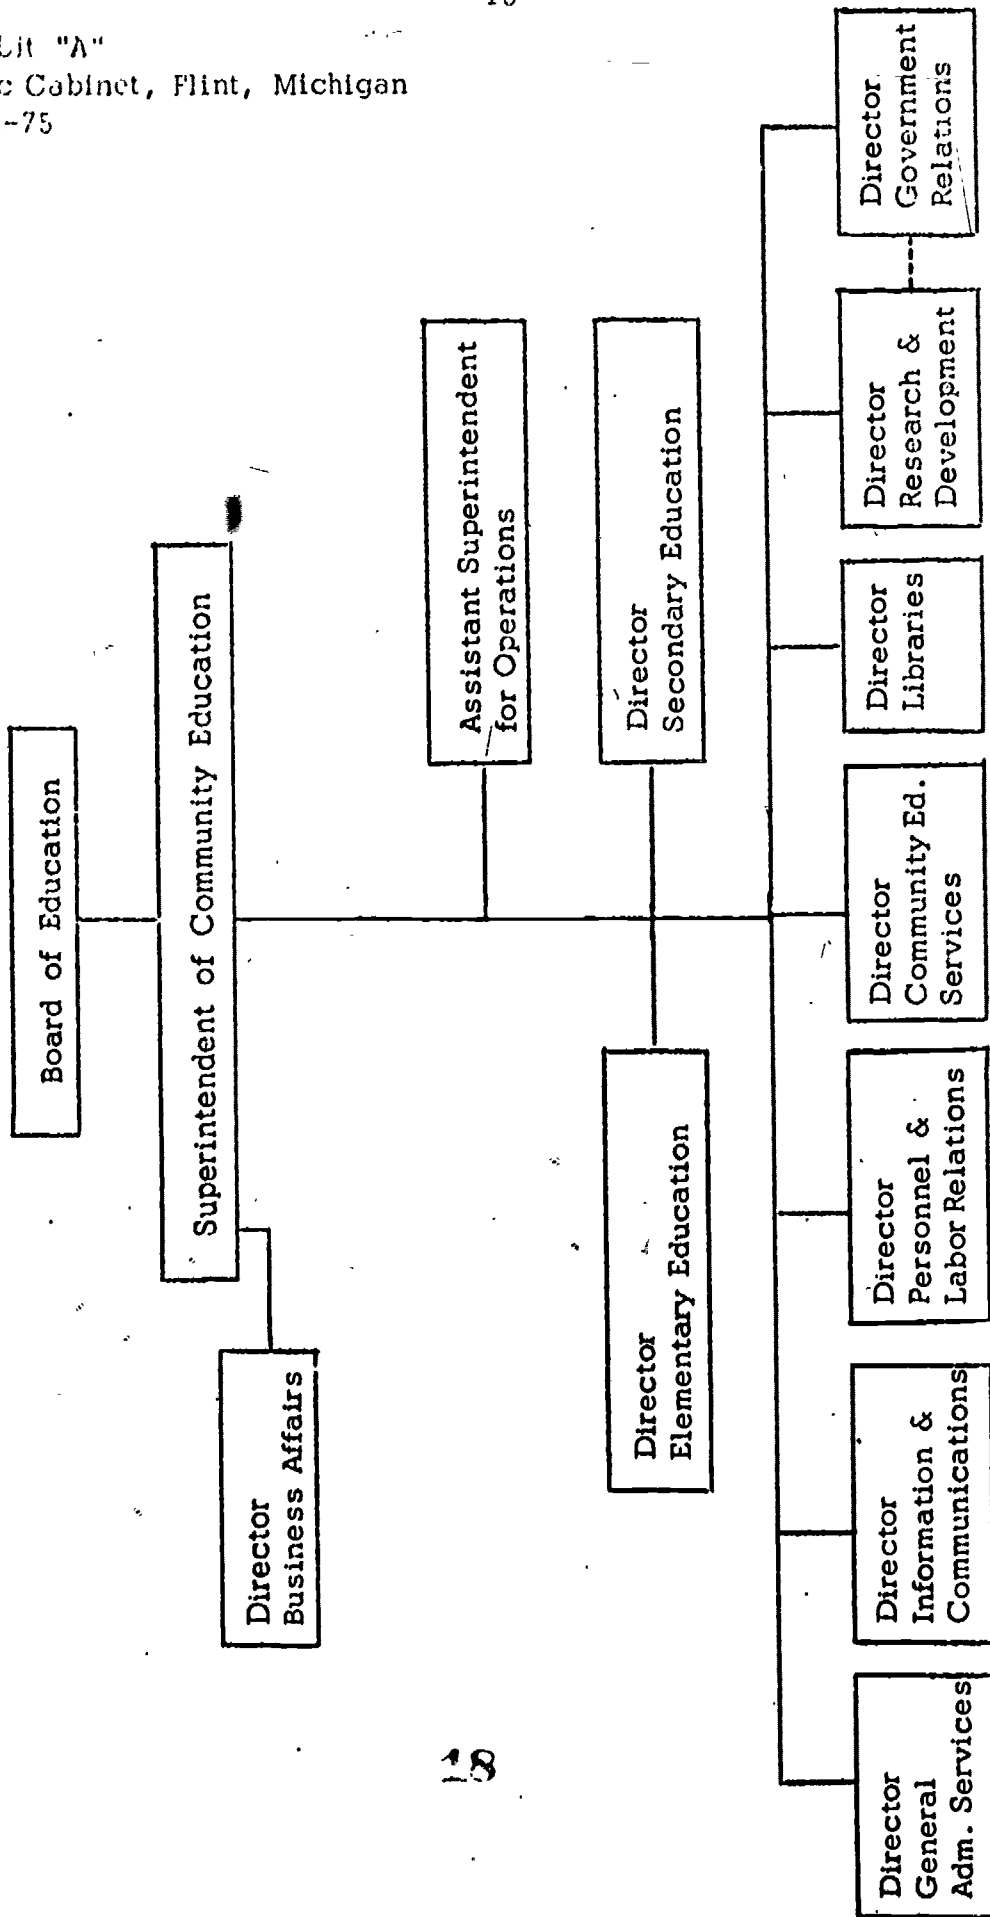 "A"
Cabinet, Flint, Michigan
-75
Board of Education
Superintendent of Community Education
Director
Business Affairs
Assistant Superintendent
for Operations
Director
Elementary Education
Director
Secondary Education
Director
General
Adm. Services
Director
Information &
Communications
Director
Personnel &
Labor Relations
Director
Community Ed.
Services
Director
Libraries
Director
Research &
Development
Director
Government
Relations
18